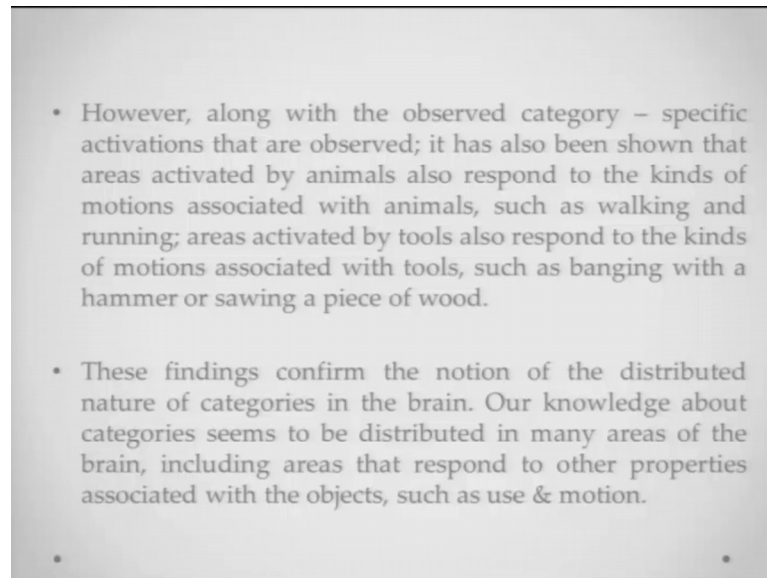 • However, along with the observed category – specific
activations that are observed; it has also been shown that
areas activated by animals also respond to the kinds of
motions associated with animals, such as walking and
running; areas activated by tools also respond to the kinds
of motions associated with tools, such as banging with a
hammer or sawing a piece of wood.
• These findings confirm the notion of the distributed
nature of categories in the brain. Our knowledge about
categories seems to be distributed in many areas of the
brain, including areas that respond to other properties
associated with the objects, such as use & motion.